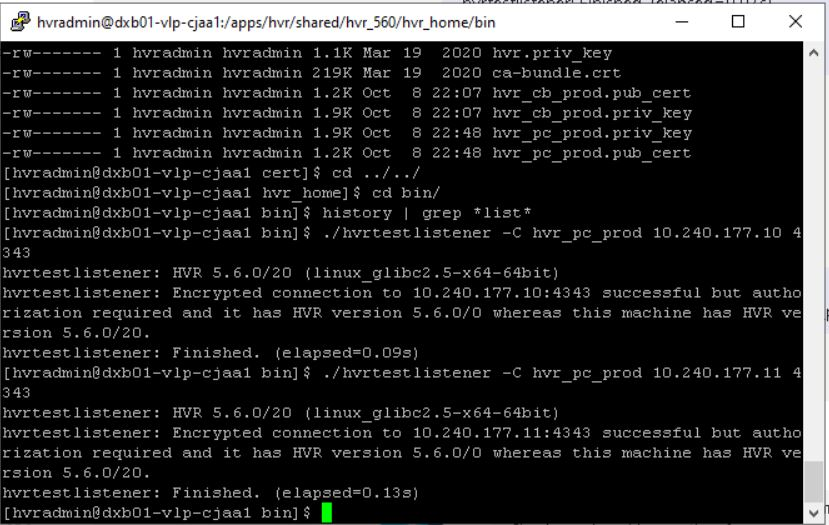 hvradmin@dxb01-vlp-cjaa1:/apps/hvr/shared/hvr_560/hvr_home/bin
-rw------- 1 hvradmin hvradmin 1.1K Mar 19  2020 hvr.priv_key
-rw------- 1 hvradmin hvradmin 219K Mar 19  2020 ca-bundle.crt
-rw------- 1 hvradmin hvradmin 1.2K Oct  8 22:07 hvr_cb_prod.pub_cert
-rw------- 1 hvradmin hvradmin 1.9K Oct  8 22:07 hvr_cb_prod.priv_key
-rw------- 1 hvradmin hvradmin 1.9K Oct  8 22:48 hvr_pc_prod.priv_key
-rw------- 1 hvradmin hvradmin 1.2K Oct  8 22:48 hvr_pc_prod.pub_cert
[hvradmin@dxb01-vlp-cjaa1 cert]$ cd ../../
[hvradmin@dxb01-vlp-cjaa1 hvr_home]$ cd bin/
[hvradmin@dxb01-vlp-cjaa1 bin]$ history | grep *list*
[hvradmin@dxb01-vlp-cjaa1 bin]$ ./hvrtestlistener -C hvr_pc_prod 10.240.177.10 4
343
hvrtestlistener: HVR 5.6.0/20 (linux_glibc2.5-x64-64bit)
hvrtestlistener: Encrypted connection to 10.240.177.10:4343 successful but autho
rization required and it has HVR version 5.6.0/0 whereas this machine has HVR ve
rsion 5.6.0/20.
hvrtestlistener: Finished. (elapsed=0.09s)
[hvradmin@dxb01-vlp-cjaa1 bin]$ ./hvrtestlistener -C hvr_pc_prod 10.240.177.11 4
343
hvrtestlistener: HVR 5.6.0/20 (linux_glibc2.5-x64-64bit)
hvrtestlistener: Encrypted connection to 10.240.177.11:4343 successful but autho
rization required and it has HVR version 5.6.0/0 whereas this machine has HVR ve
rsion 5.6.0/20.
hvrtestlistener: Finished. (elapsed=0.13s)
[hvradmin@dxb01-vlp-cjaa1 bin]$